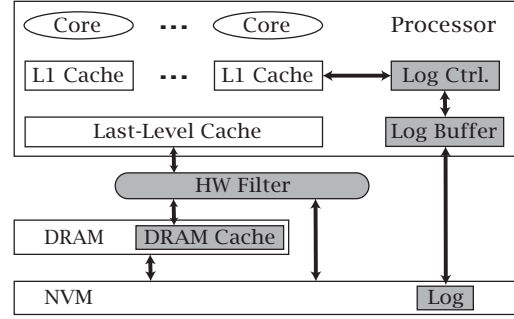 Core ... Core Processor
L1 Cache ... L1 Cache Log Ctrl.
Last-Level Cache Log Buffer
HW Filter
DRAM DRAM Cache
NVM Log